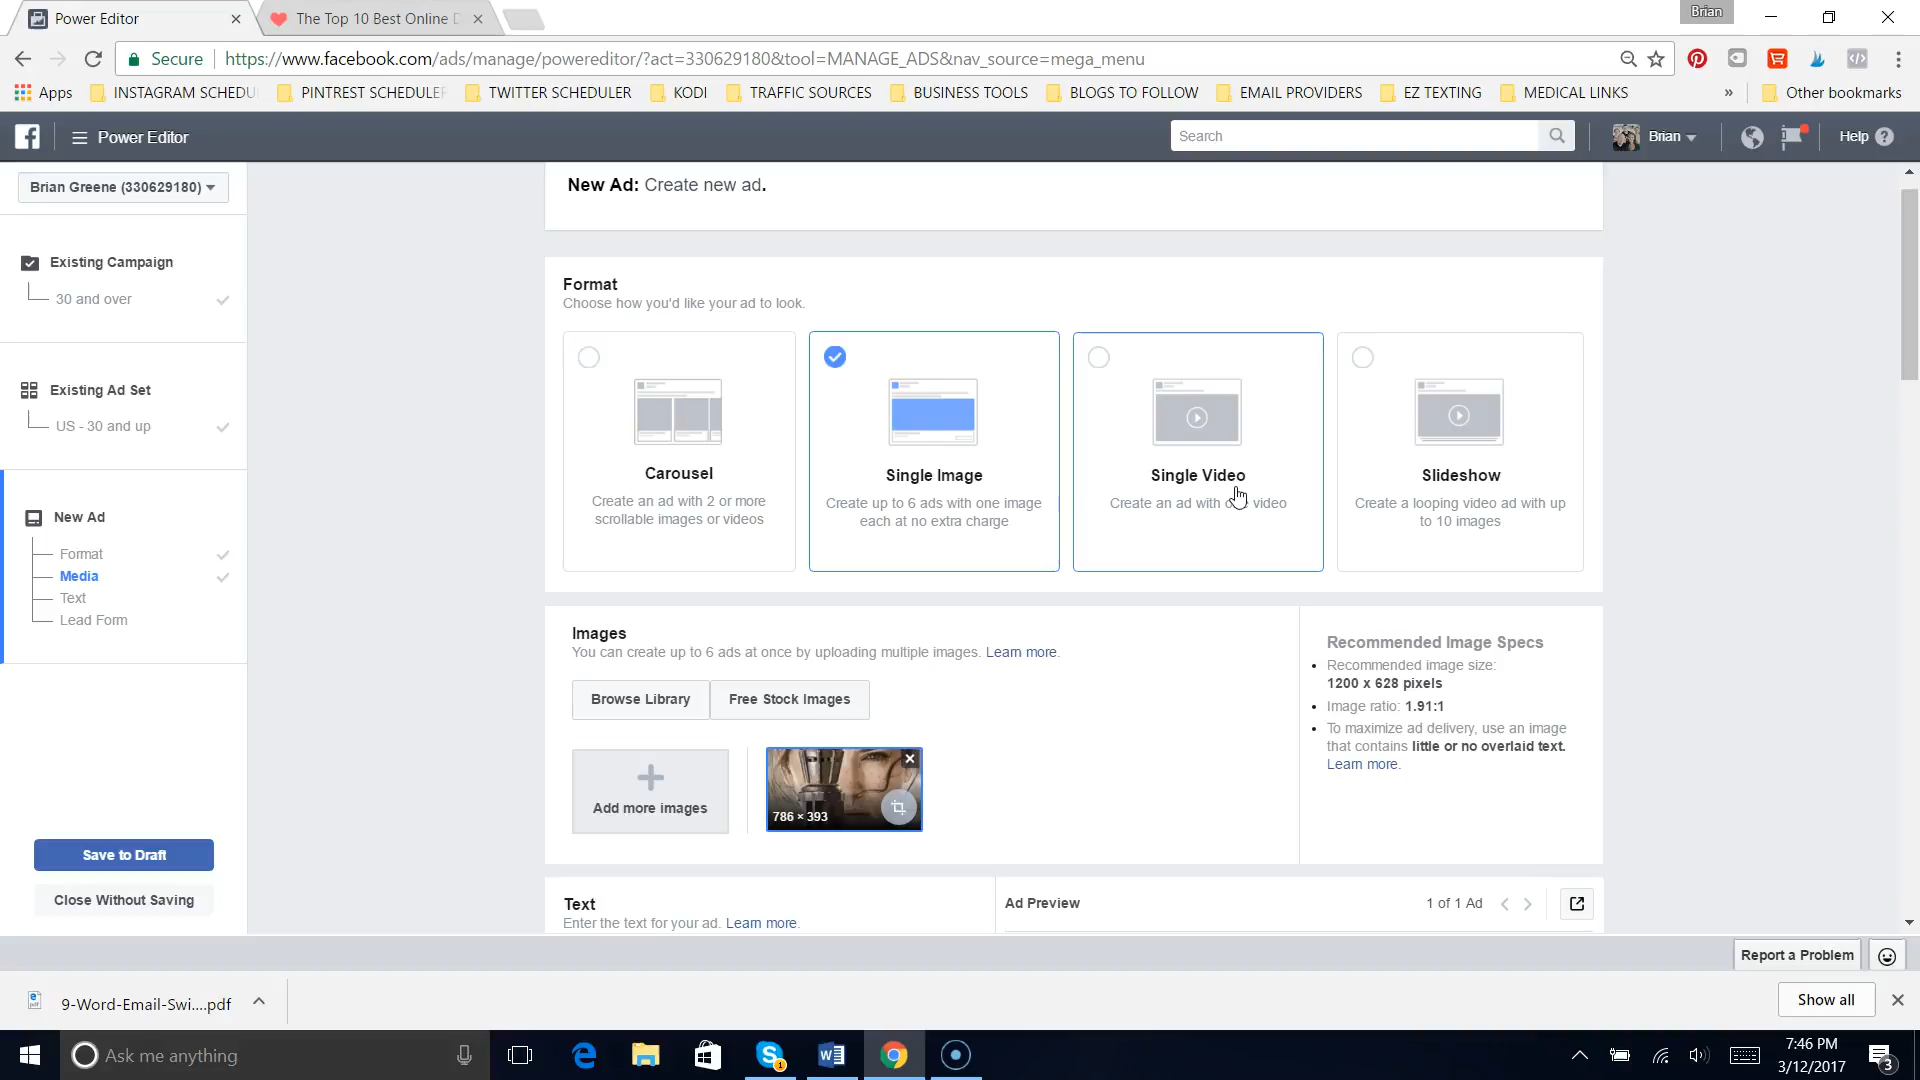 Power Editor
The Top 10 Best Online D
Brian
Secure
https://www.facebook.com/ads/manage/powereditor/?act=330629180&tool=MANAGE_ADS&nav_source=mega_menu
Apps
INSTAGRAM SCHEDU
PINTREST SCHEDULER
TWITTER SCHEDULER
KODI
TRAFFIC SOURCES
BUSINESS TOOLS
BLOGS TO FOLLOW
EMAIL PROVIDERS
EZ TEXTING
MEDICAL LINKS
»
Other bookmarks
Power Editor
Search
Brian
Help
Brian Greene (330629180)
Existing Campaign
30 and over
Existing Ad Set
US - 30 and up
New Ad
Format
Media
Text
Lead Form
Save to Draft
Close Without Saving
New Ad: Create new ad.
Format
Choose how you'd like your ad to look.
Carousel
Create an ad with 2 or more
scrollable images or videos
Single Image
Create up to 6 ads with one image
each at no extra charge
Single Video
Create an ad with one video
Slideshow
Create a looping video ad with up
to 10 images
Images
You can create up to 6 ads at once by uploading multiple images. Learn more.
Browse Library
Free Stock Images
Add more images
786 × 393
Recommended Image Specs
Recommended image size:
1200 x 628 pixels
Image ratio: 1.91:1
To maximize ad delivery, use an image
that contains little or no overlaid text.
Learn more.
Text
Enter the text for your ad. Learn more.
Ad Preview
1 of 1 Ad
Report a Problem
9-Word-Email-Swi....pdf
Show all
Ask me anything
1
7:46 PM
3/12/2017
3